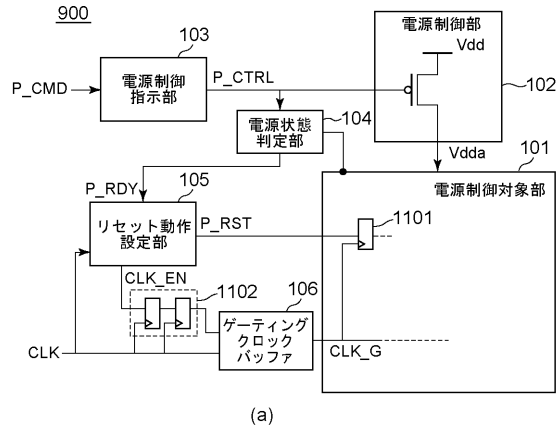 900
103
電源制御
指示部
P_CMD
P_CTRL
電源制御部
Vdd
102
Vdda
104
電源状態
判定部
101
電源制御対象部
P_RDY
105
リセット動作
設定部
P_RST
1101
CLK_EN
1102
106
ゲーティング
クロック
バッファ
CLK
CLK_G
(a)